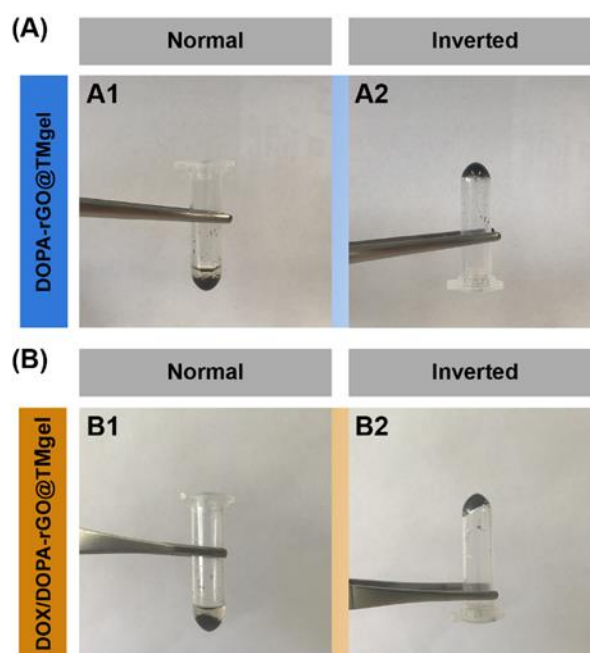 (A)
Normal
Inverted
DOPA-rGO@TMgel
A1
A2
(B)
Normal
Inverted
DOX/DOPA-rGO@TMgel
B1
B2